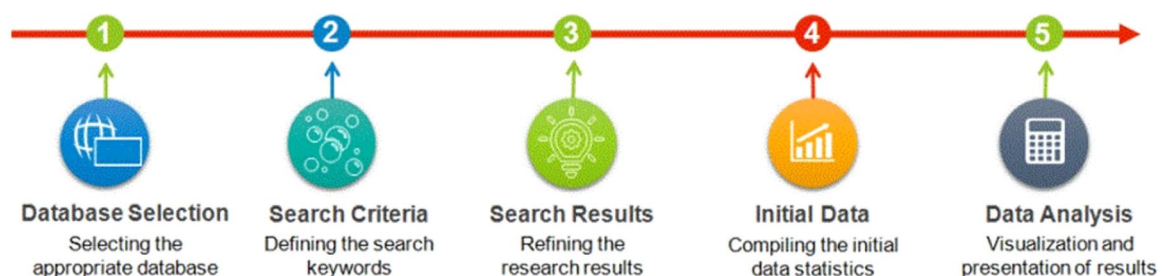 1 2 3 4 5
Database Selection
Selecting the
appropriate database
Search Criteria
Defining the search
keywords
Search Results
Refining the
research results
Initial Data
Compiling the initial
data statistics
Data Analysis
Visualization and
presentation of results